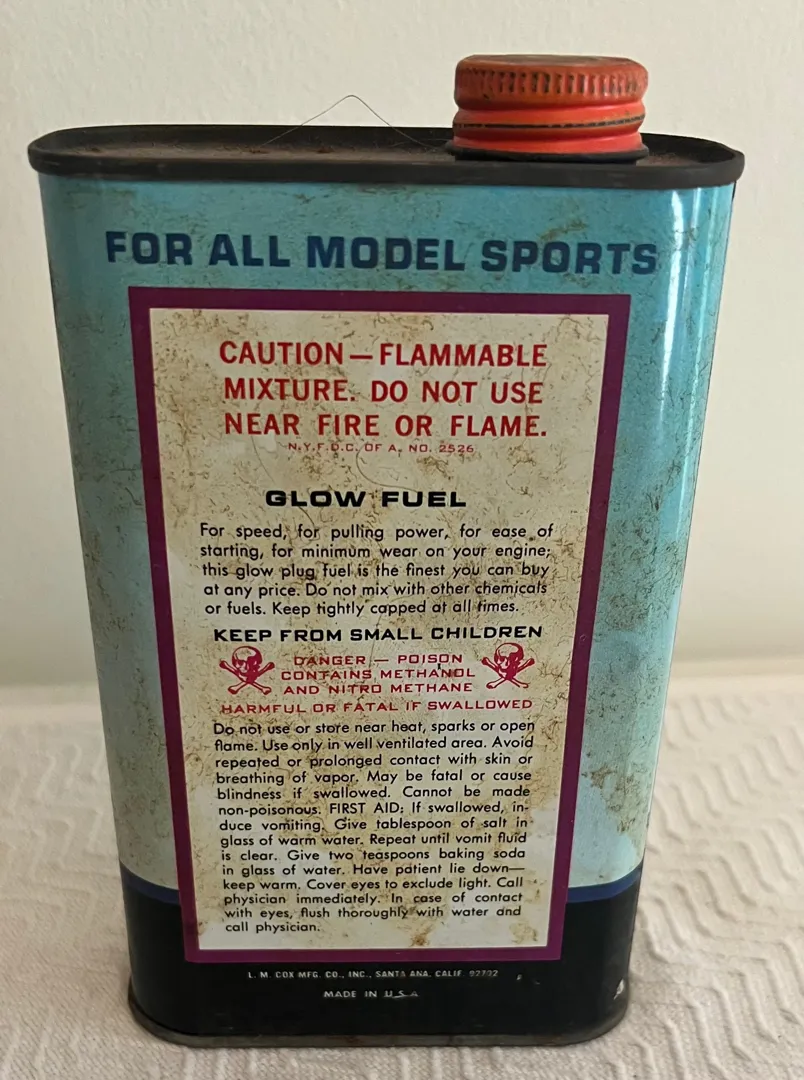 FOR ALL MODEL SPORTS
CAUTION — FLAMMABLE
MIXTURE. DO NOT USE
NEAR FIRE OR FLAME.
N.Y.F.D.C. OF A. NO. 2526
GLOW FUEL
For speed, for pulling power, for ease of
starting, for minimum wear on your engine;
this glow plug fuel is the finest you can buy
at any price. Do not mix with other chemicals
or fuels. Keep tightly capped at all times.
KEEP FROM SMALL CHILDREN
DANGER — POISON
CONTAINS METHANOL
AND NITRO METHANE
HARMFUL OR FATAL IF SWALLOWED
Do not use or store near heat, sparks or open
flame. Use only in well ventilated area. Avoid
repeated or prolonged contact with skin or
breathing of vapor. May be fatal or cause
blindness if swallowed. Cannot be made
non-poisonous. FIRST AID: If swallowed, in-
duce vomiting. Give tablespoon of salt in
glass of warm water. Repeat until vomit fluid
is clear. Give two teaspoons baking soda
in glass of water. Have patient lie down—
keep warm. Cover eyes to exclude light. Call
physician immediately. In case of contact
with eyes, flush thoroughly with water and
call physician.
L. M. COX MFG. CO., INC., SANTA ANA, CALIF. 92702
MADE IN U.S.A.